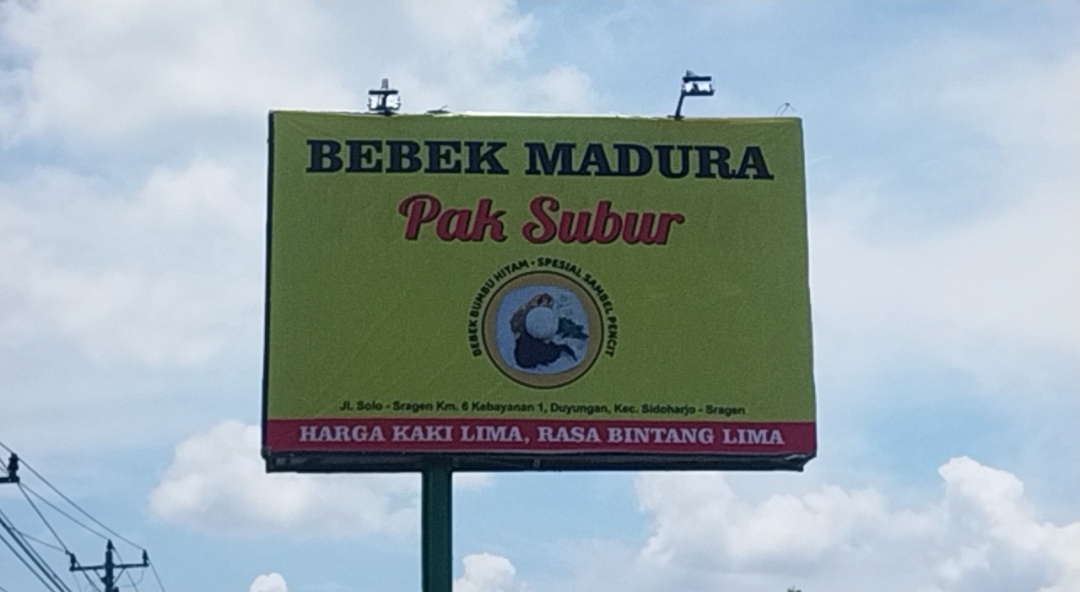 BEBEK MADURA
Pak Subur
BEBEK BUMBU HITAM • SPESIAL SAMBEL PENCIT
Jl. Solo - Sragen Km. 6 Kebayanan 1, Duyungan, Kec. Sidoharjo - Sragen
HARGA KAKI LIMA, RASA BINTANG LIMA